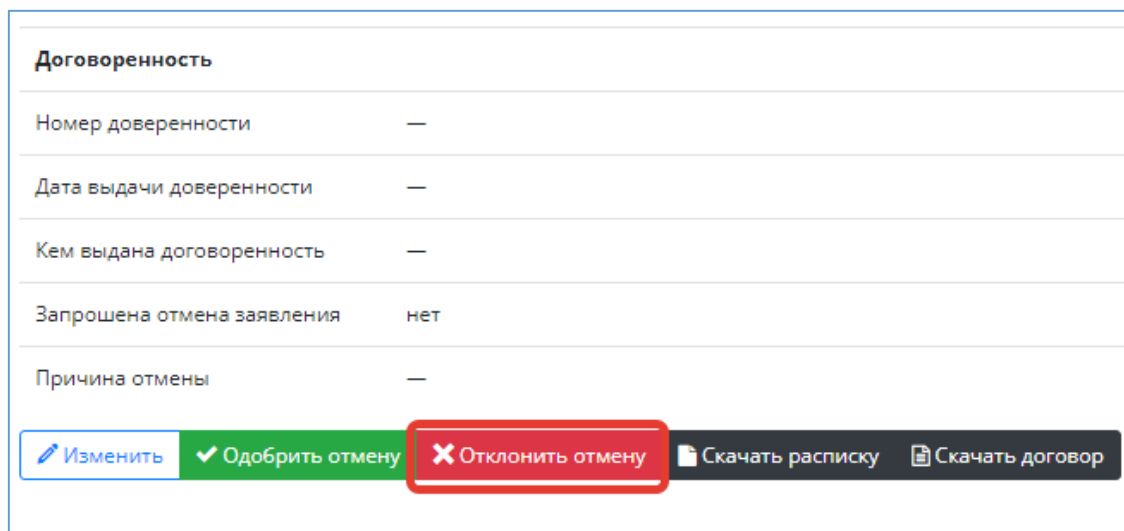 Договоренность
Номер доверенности —
Дата выдачи доверенности —
Кем выдана договоренность —
Запрошена отмена заявления нет
Причина отмены —
Изменить Одобрить отмену Отклонить отмену Скачать расписку Скачать договор